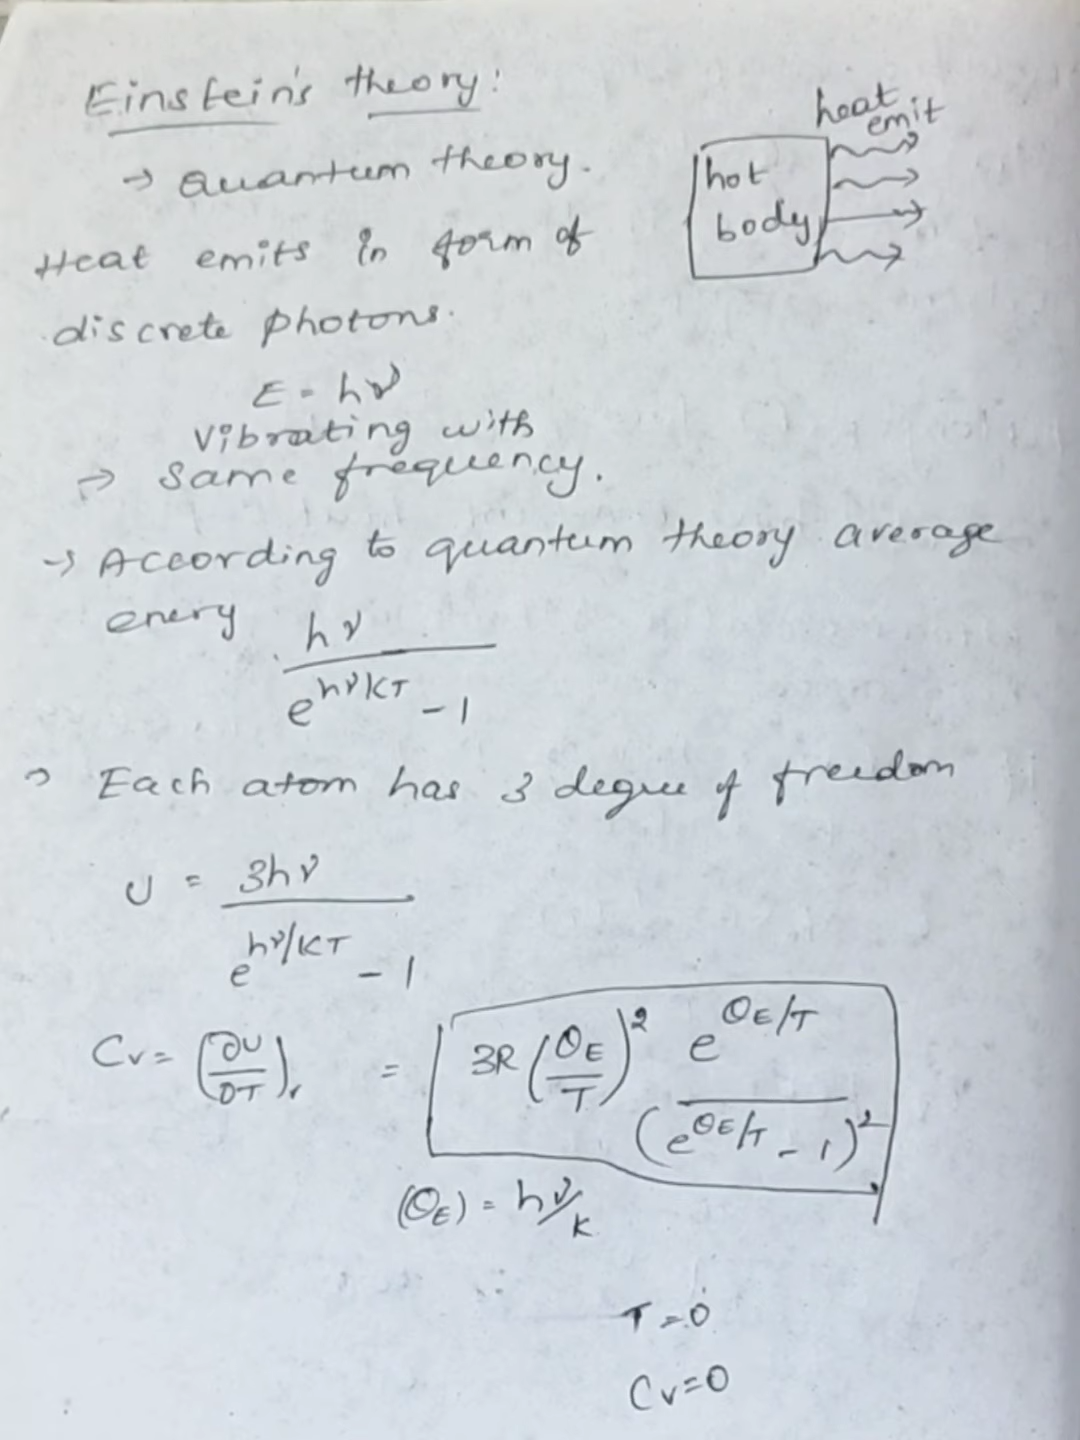 Einstein's theory:
heat
emit
→ Quantum theory.
hot
body
Heat emits in form of
discrete photons.
E = hν
Vibrating with
→ Same frequency.
→ According to quantum theory average
enery
hν
e^hνKT - 1
→ Each atom has 3 degree of freedom
U = 3hν
e^hν/KT - 1
Cv = (∂U/∂T)v = 3R (ΘE/T)^2 e^ΘE/T
(e^ΘE/T - 1)^2
(ΘE) = hν/K
T = 0
Cv = 0